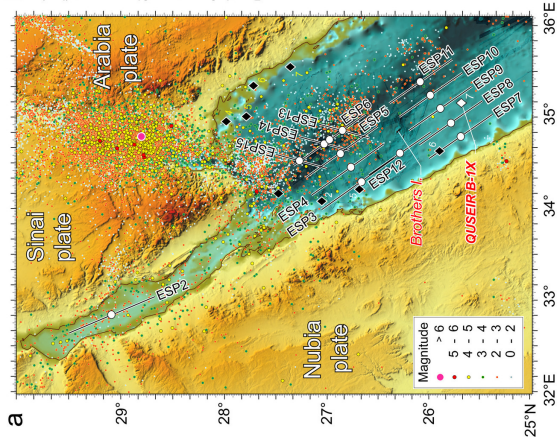 a
Sinai
plate
Arabia
plate
Nubia
plate
ESP2
ESP3
ESP4
ESP12
ESP15
ESP14
ESP13
ESP6
ESP5
ESP11
ESP10
ESP9
ESP8
ESP7
Brothers I.
QUSEIR B-1X
Magnitude
> 6
5 - 6
4 - 5
3 - 4
2 - 3
0 - 2
29°
28°
27°
26°
25°N
32°E
33°
34°
35°
36°E